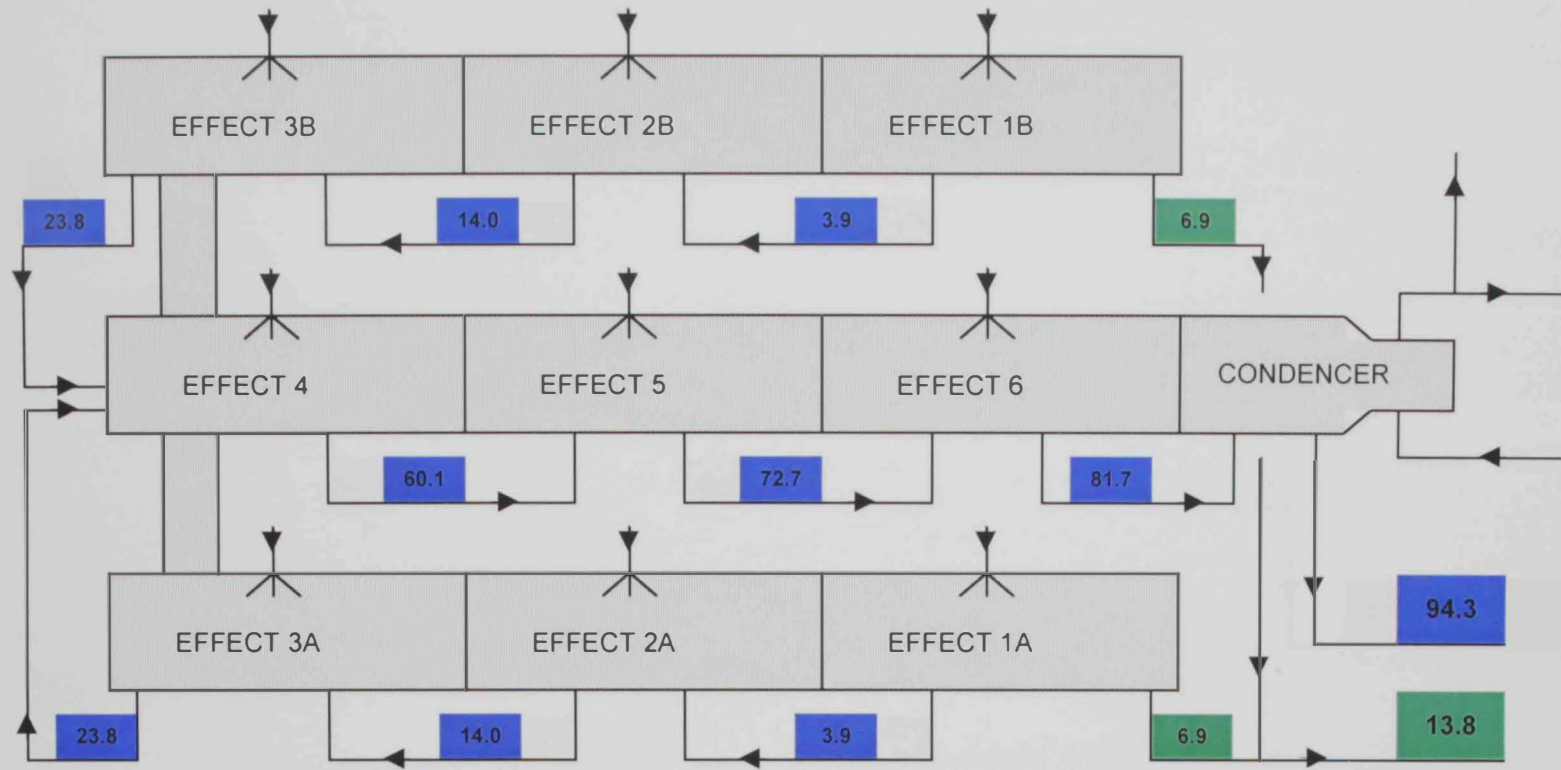 EFFECT 3B
EFFECT 2B
EFFECT 1B
23.8
14.0
3.9
6.9
EFFECT 4
EFFECT 5
EFFECT 6
CONDENCER
60.1
72.7
81.7
94.3
EFFECT 3A
EFFECT 2A
EFFECT 1A
23.8
14.0
3.9
6.9
13.8